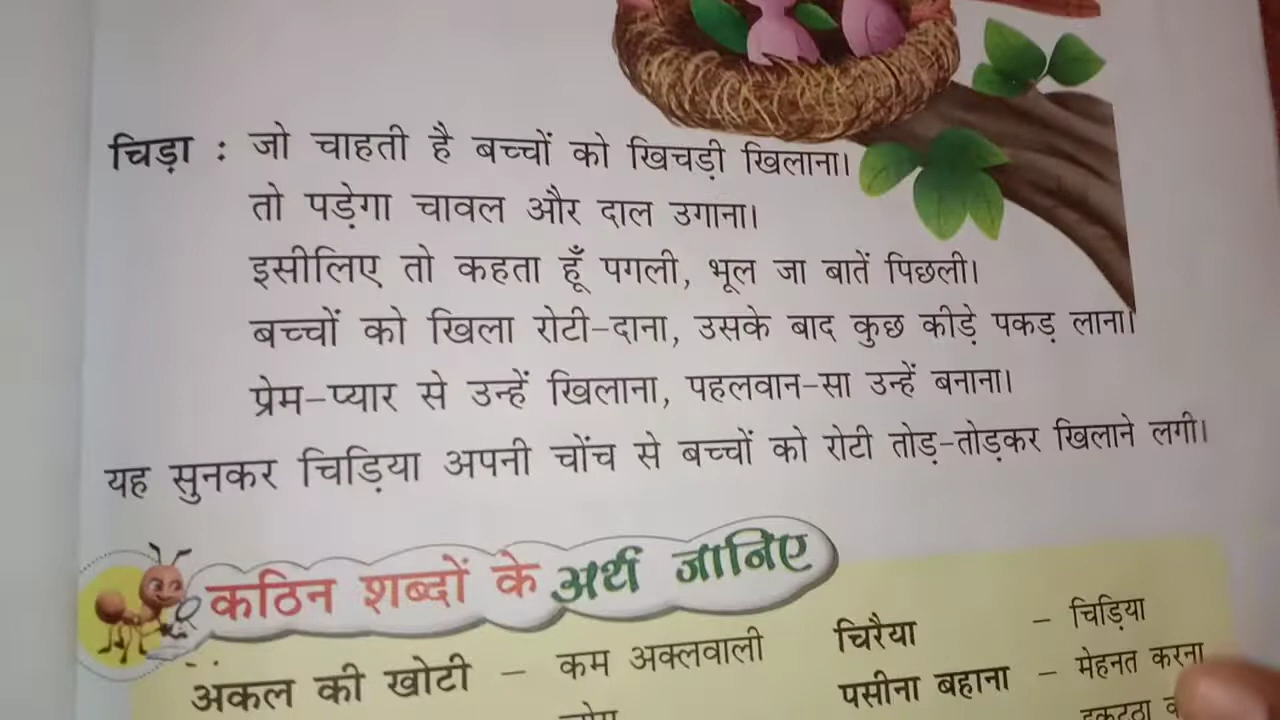 चिड़ा : जो चाहती है बच्चों को खिचड़ी खिलाना।
तो पड़ेगा चावल और दाल उगाना।
इसीलिए तो कहता हूँ पगली, भूल जा बातें पिछली।
बच्चों को खिला रोटी-दाना, उसके बाद कुछ कीड़े पकड़ लाना।
प्रेम-प्यार से उन्हें खिलाना, पहलवान-सा उन्हें बनाना।
यह सुनकर चिड़िया अपनी चोंच से बच्चों को रोटी तोड़-तोड़कर खिलाने लगी।
कठिन शब्दों के अर्थ जानिए
अकल की खोटी – कम अक्लवाली
चिरैया – चिड़िया
पसीना बहाना – मेहनत करना